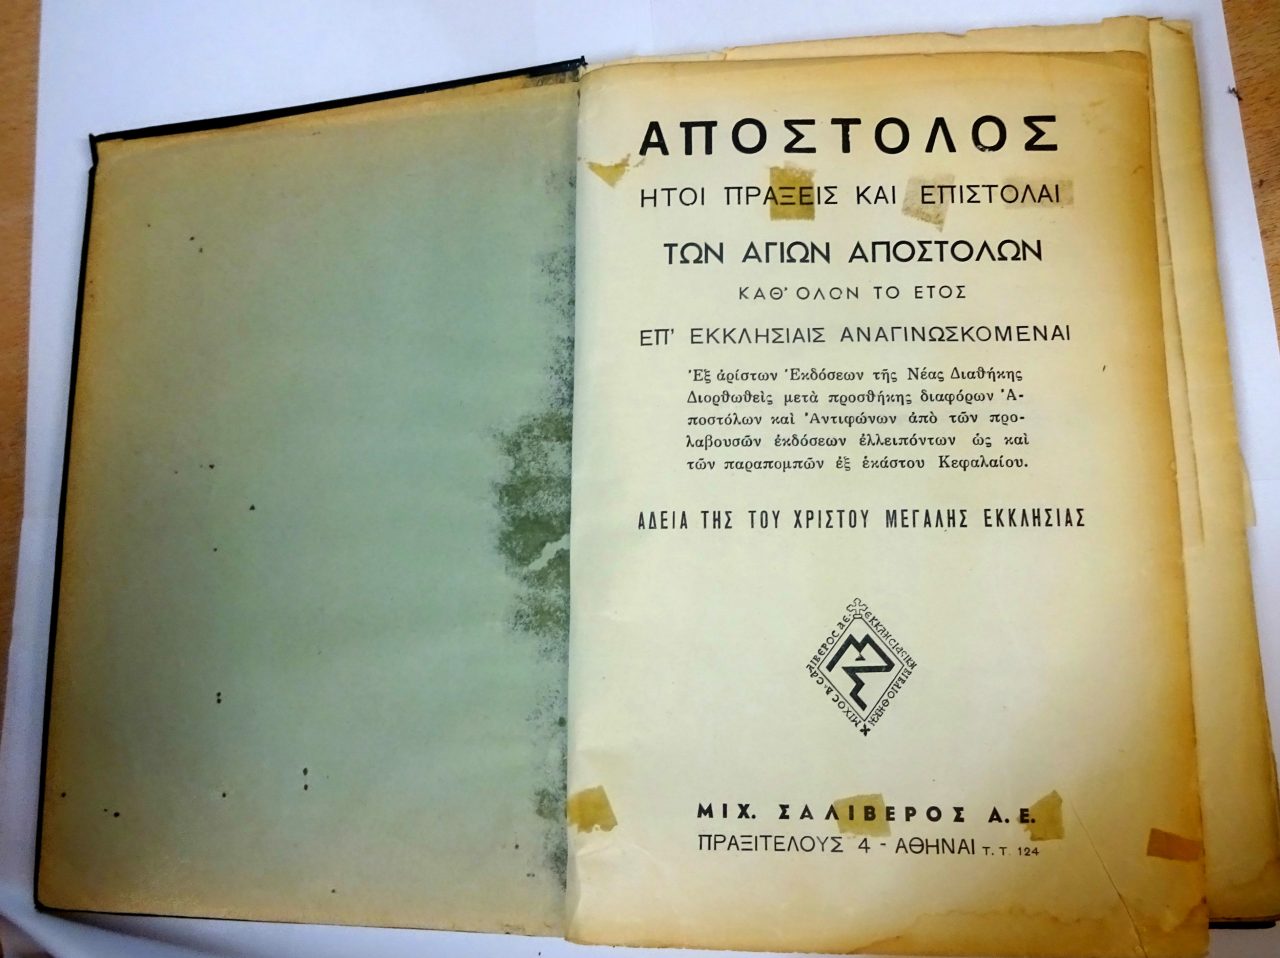 ΑΠΟΣΤΟΛΟΣ
ΗΤΟΙ ΠΡΑΞΕΙΣ ΚΑΙ ΕΠΙΣΤΟΛΑΙ
ΤΩΝ ΑΓΙΩΝ ΑΠΟΣΤΟΛΩΝ
ΚΑΘ' ΟΛΟΝ ΤΟ ΕΤΟΣ
ΕΠ' ΕΚΚΛΗΣΙΑΙΣ ΑΝΑΓΙΝΩΣΚΟΜΕΝΑΙ
Ἐξ ἀρίστων Ἐκδόσεων τῆς Νέας Διαθήκης
Διορθωθεὶς μετὰ προσθήκης διαφόρων Ἀ-
ποστόλων καὶ Ἀντιφώνων ἀπὸ τῶν προ-
λαβουσῶν ἐκδόσεων ἐλλειπόντων ὡς καὶ
τῶν παραπομπῶν ἐξ ἑκάστου Κεφαλαίου.
ΑΔΕΙΑ ΤΗΣ ΤΟΥ ΧΡΙΣΤΟΥ ΜΕΓΑΛΗΣ ΕΚΚΛΗΣΙΑΣ
ΜΙΧ. ΣΑΛΙΒΕΡΟΣ Α. Ε.
ΠΡΑΞΙΤΕΛΟΥΣ 4 - ΑΘΗΝΑΙ Τ. Τ. 124